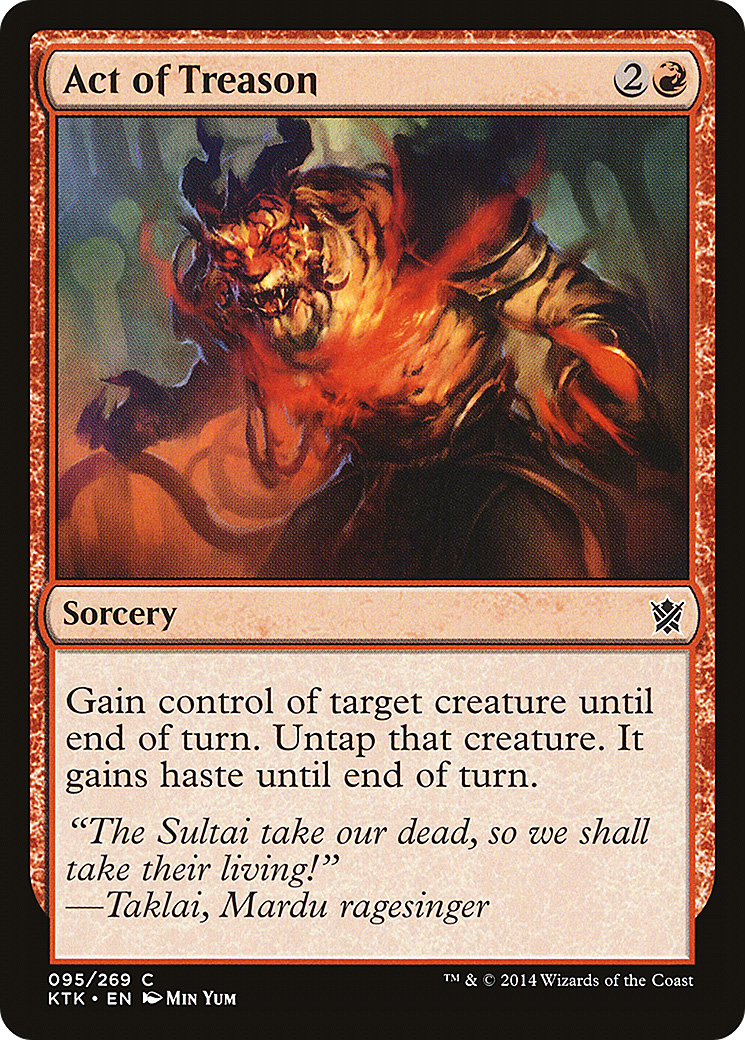 Act of Treason 2
Sorcery
Gain control of target creature until
end of turn. Untap that creature. It
gains haste until end of turn.
“The Sultai take our dead, so we shall
take their living!”
—Taklai, Mardu ragesinger
095/269 C
KTK • EN Min Yum
™ & © 2014 Wizards of the Coast